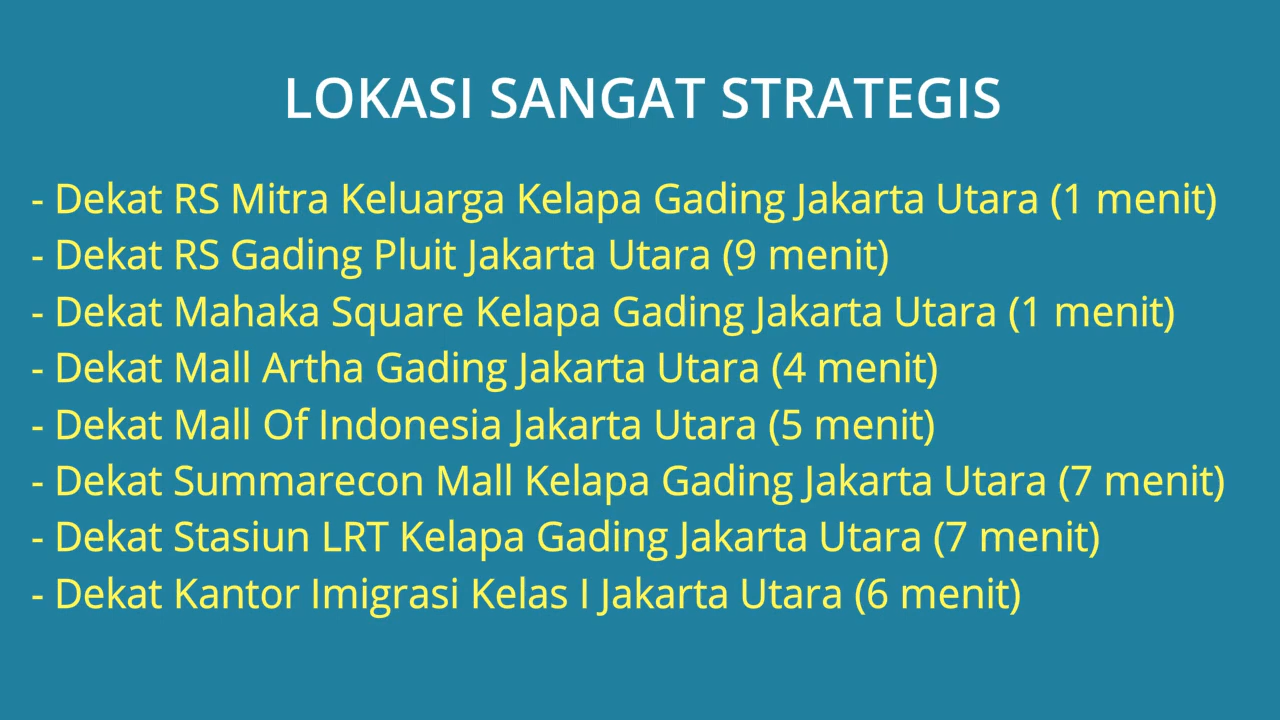 LOKASI SANGAT STRATEGIS
- Dekat RS Mitra Keluarga Kelapa Gading Jakarta Utara (1 menit)
- Dekat RS Gading Pluit Jakarta Utara (9 menit)
- Dekat Mahaka Square Kelapa Gading Jakarta Utara (1 menit)
- Dekat Mall Artha Gading Jakarta Utara (4 menit)
- Dekat Mall Of Indonesia Jakarta Utara (5 menit)
- Dekat Summarecon Mall Kelapa Gading Jakarta Utara (7 menit)
- Dekat Stasiun LRT Kelapa Gading Jakarta Utara (7 menit)
- Dekat Kantor Imigrasi Kelas I Jakarta Utara (6 menit)